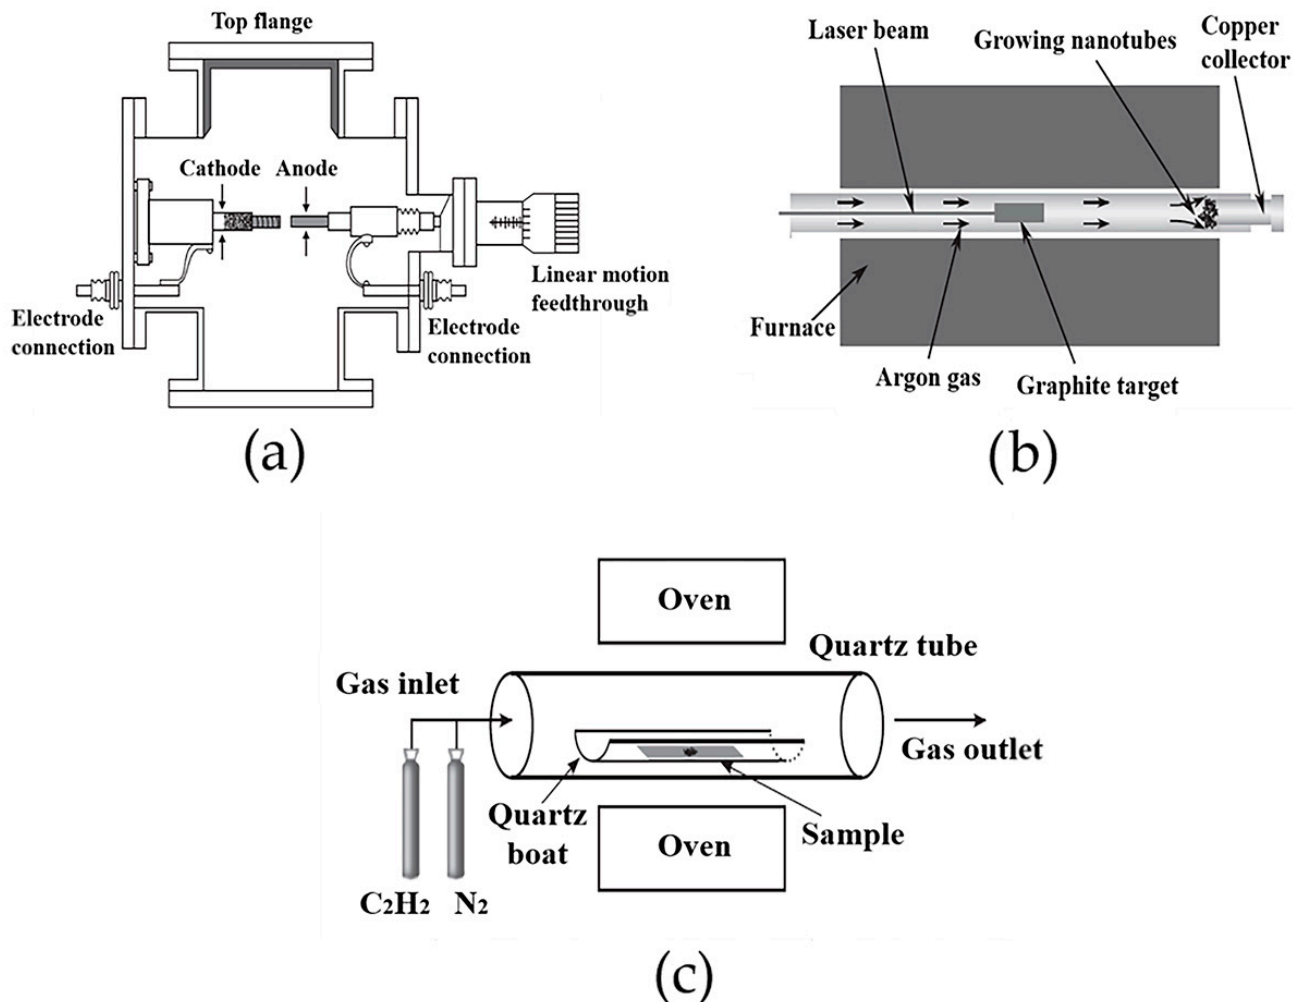 Top flange
Cathode
Anode
Linear motion
feedthrough
Electrode
connection
Electrode
connection
(a)
Laser beam
Growing nanotubes
Copper
collector
Furnace
Argon gas
Graphite target
(b)
Oven
Quartz tube
Gas inlet
Gas outlet
Quartz
boat
Sample
Oven
C2H2
N2
(c)